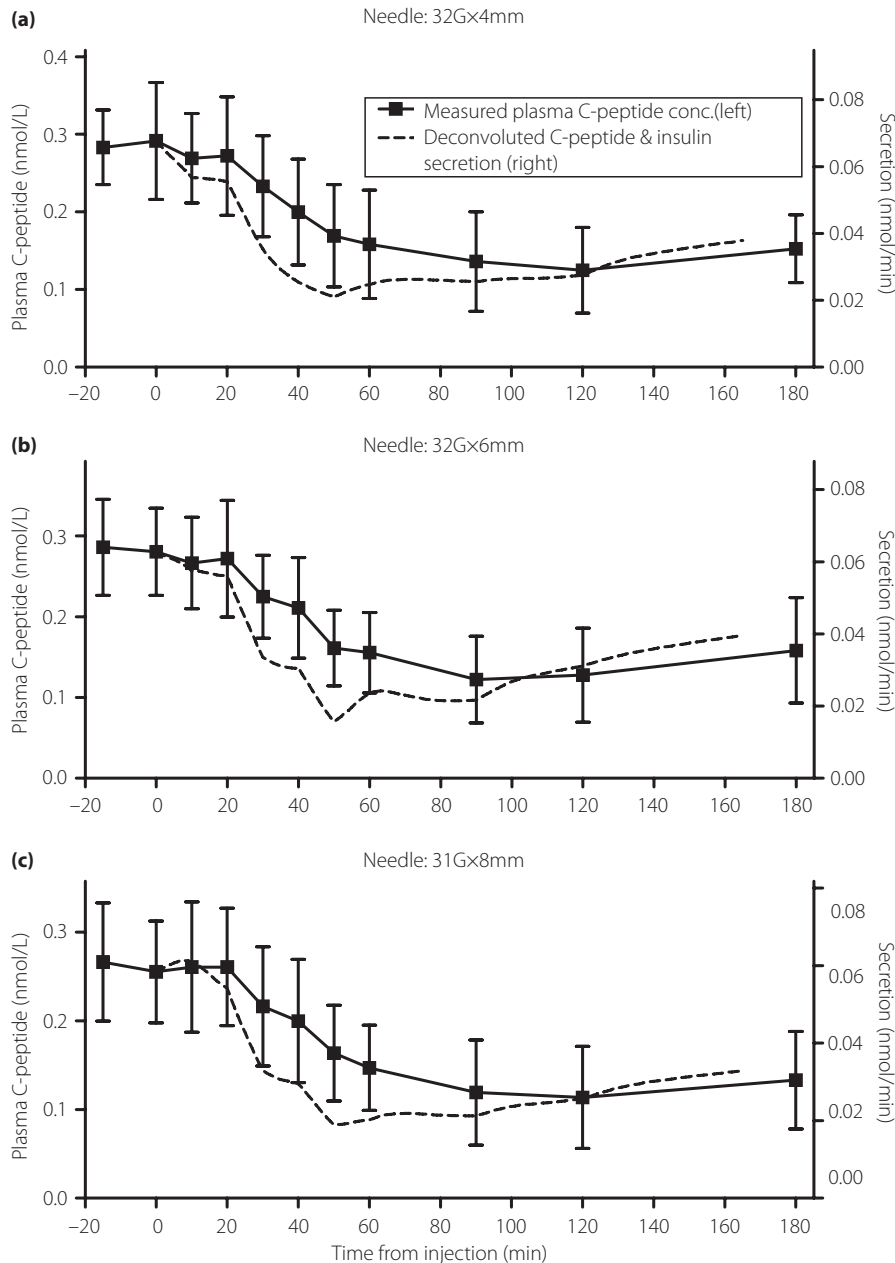 (a)
Needle: 32G×4mm
Plasma C-peptide (nmol/L)
0.4
0.3
0.2
0.1
0.0
Measured plasma C-peptide conc.(left)
Deconvoluted C-peptide & insulin
secretion (right)
0.08
0.06
0.04
0.02
0.00
Secretion (nmol/min)
−20 0 20 40 60 80 100 120 140 160 180
(b)
Needle: 32G×6mm
Plasma C-peptide (nmol/L)
0.3
0.2
0.1
0.0
0.08
0.06
0.04
0.02
0.00
Secretion (nmol/min)
−20 0 20 40 60 80 100 120 140 160 180
(c)
Needle: 31G×8mm
Plasma C-peptide (nmol/L)
0.3
0.2
0.1
0.0
0.08
0.06
0.04
0.02
0.00
Secretion (nmol/min)
−20 0 20 40 60 80 100 120 140 160 180
Time from injection (min)